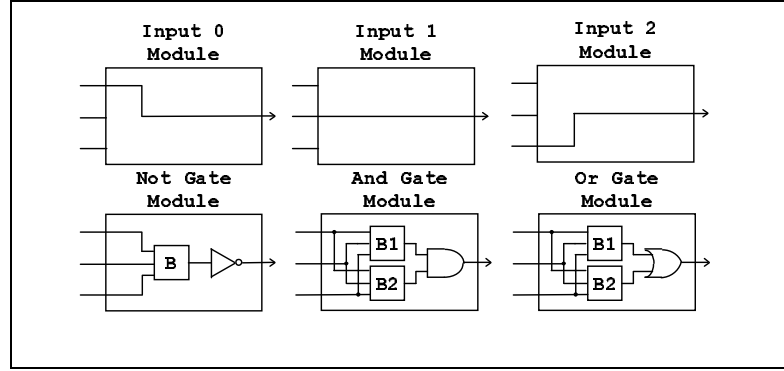 Input 0
Module
Input 1
Module
Input 2
Module
Not Gate
Module
And Gate
Module
Or Gate
Module
B
B1
B2
B1
B2